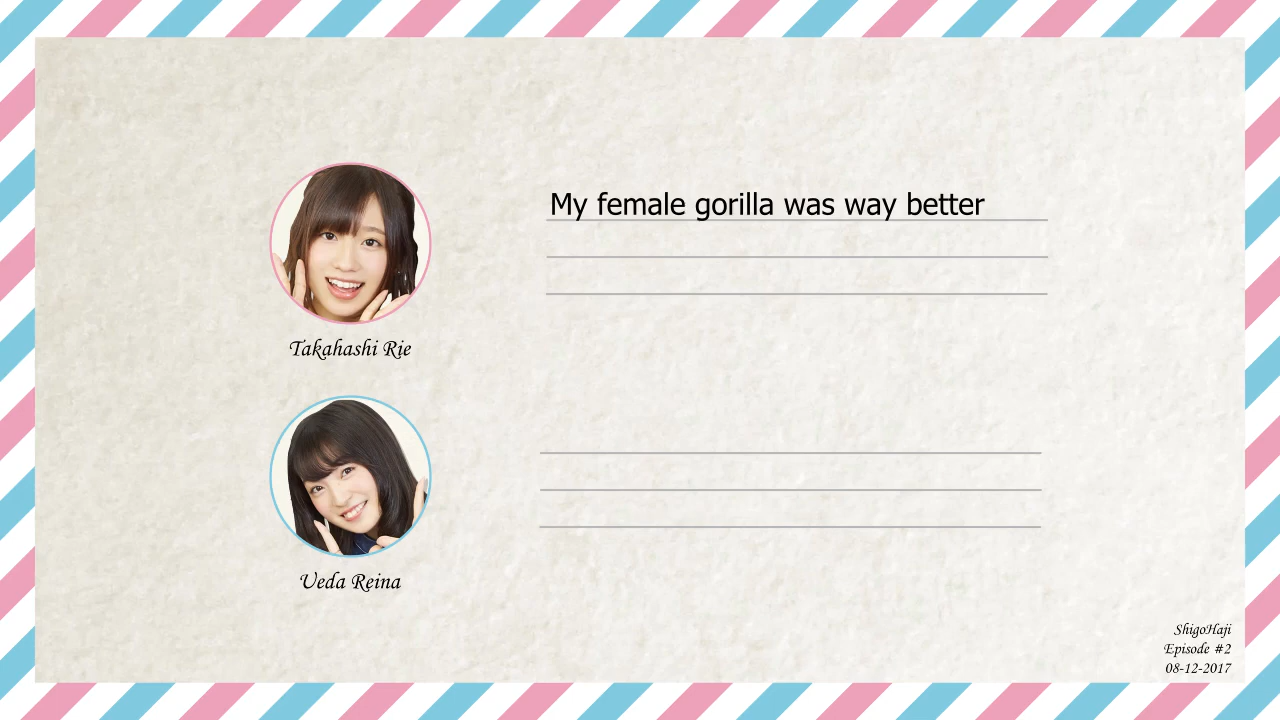 My female gorilla was way better
Takahashi Rie
Ueda Reina
ShigoHaji
Episode #2
08-12-2017